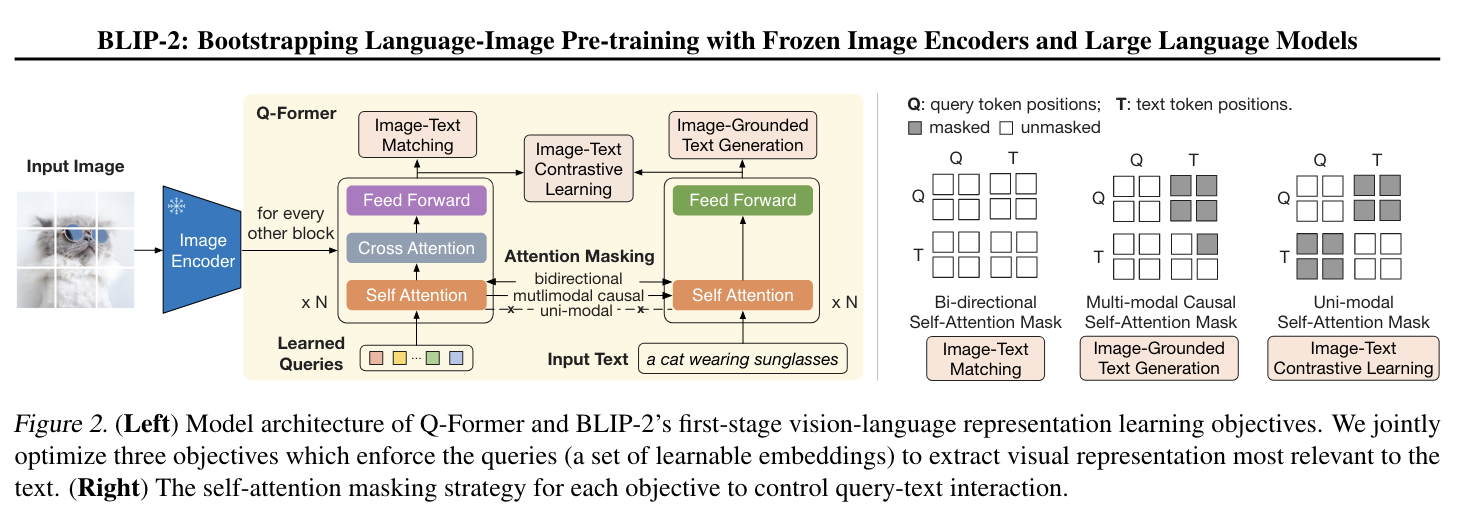 BLIP-2: Bootstrapping Language-Image Pre-training with Frozen Image Encoders and Large Language Models
Input Image
Image
Encoder
for every
other block
Q-Former
Image-Text
Matching
Image-Text
Contrastive
Learning
Image-Grounded
Text Generation
Feed Forward
Cross Attention
Self Attention
x N
Learned
Queries
...
Attention Masking
bidirectional
mutlimodal causal
x uni-modal x
Feed Forward
Self Attention
x N
Input Text
a cat wearing sunglasses
Q: query token positions; T: text token positions.
masked unmasked
Q T
Q
T
Bi-directional
Self-Attention Mask
Image-Text
Matching
Q T
Q
T
Multi-modal Causal
Self-Attention Mask
Image-Grounded
Text Generation
Q T
Q
T
Uni-modal
Self-Attention Mask
Image-Text
Contrastive Learning
Figure 2. (Left) Model architecture of Q-Former and BLIP-2's first-stage vision-language representation learning objectives. We jointly
optimize three objectives which enforce the queries (a set of learnable embeddings) to extract visual representation most relevant to the
text. (Right) The self-attention masking strategy for each objective to control query-text interaction.